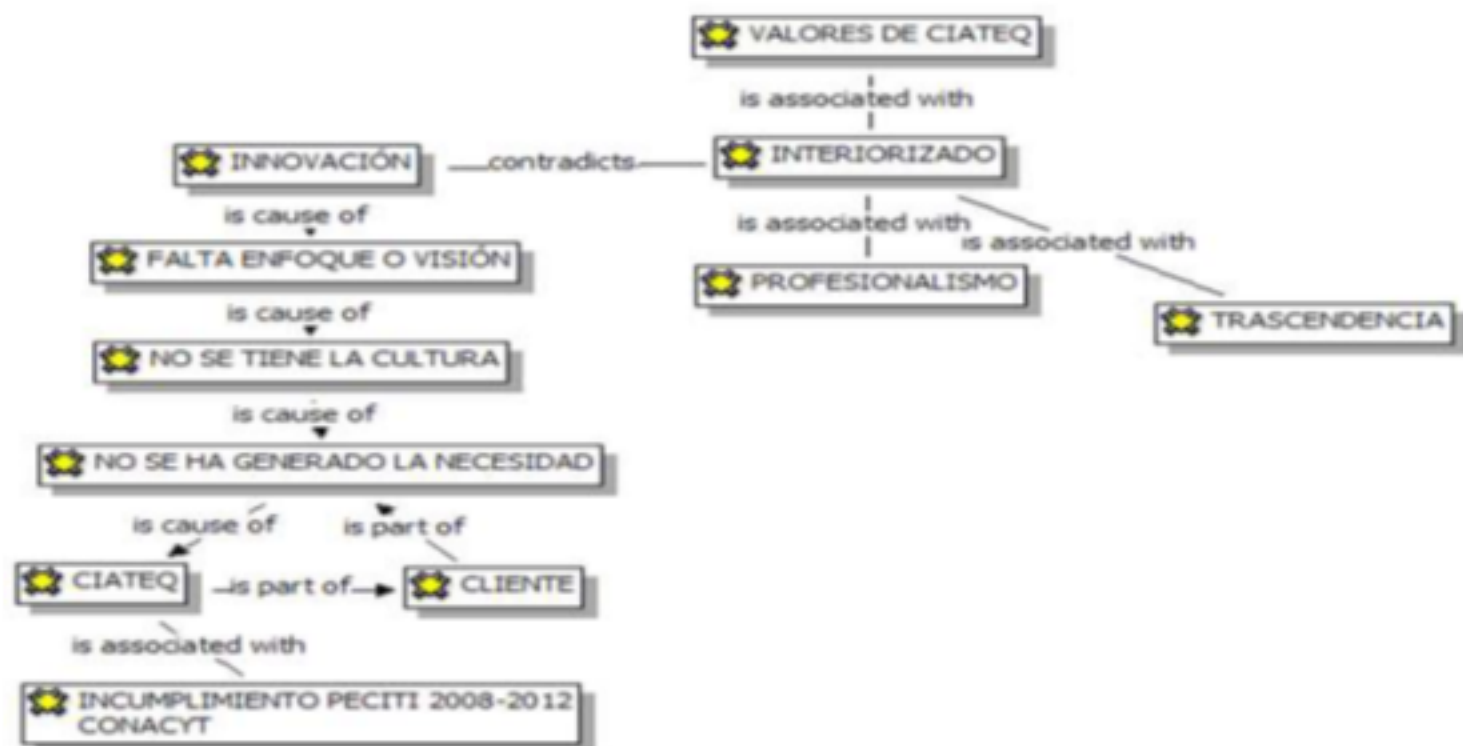 VALORES DE CIATEQ
is associated with
INNOVACIÓN
contradicts
INTERIORIZADO
is cause of
is associated with
is associated with
FALTA ENFOQUE O VISIÓN
PROFESIONALISMO
is cause of
TRASCENDENCIA
NO SE TIENE LA CULTURA
is cause of
NO SE HA GENERADO LA NECESIDAD
is cause of
is part of
CIATEQ
is part of
CLIENTE
is associated with
INCUMPLIMIENTO PECITI 2008-2012
CONACYT